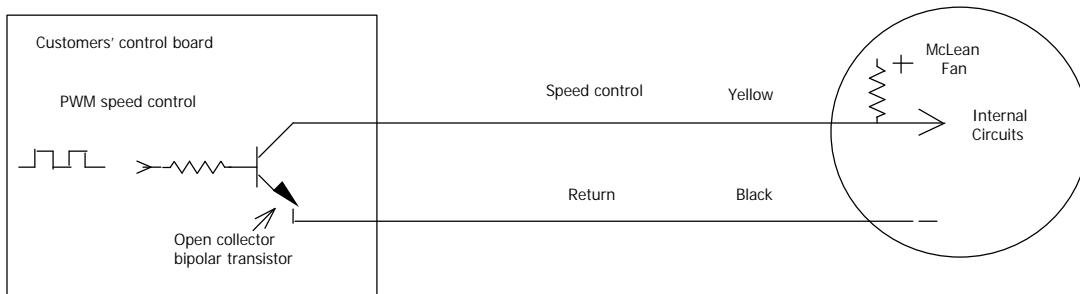 Customers' control board
McLean
Fan
Speed control
Yellow
PWM speed control
Internal
Circuits
Return
Black
Open collector
bipolar transistor